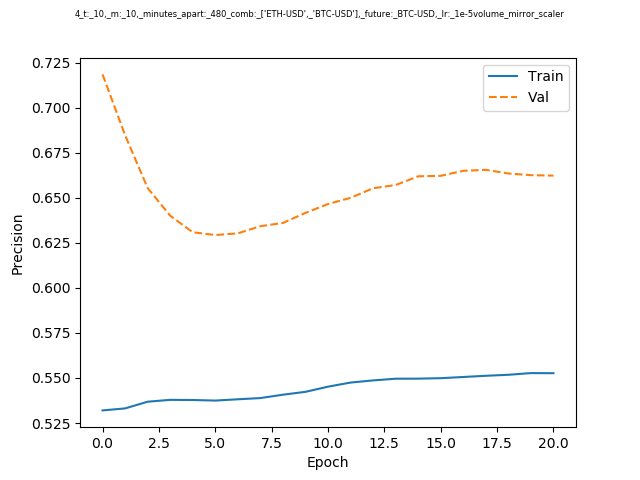 4_t:_10,_m:_10,_minutes_apart:_480_comb:_['ETH-USD',_'BTC-USD'],_future:_BTC-USD,_lr:_1e-5volume_mirror_scaler
Train
Val
0.725
0.700
0.675
0.650
0.625
0.600
0.575
0.550
0.525
Precision
0.0 2.5 5.0 7.5 10.0 12.5 15.0 17.5 20.0
Epoch